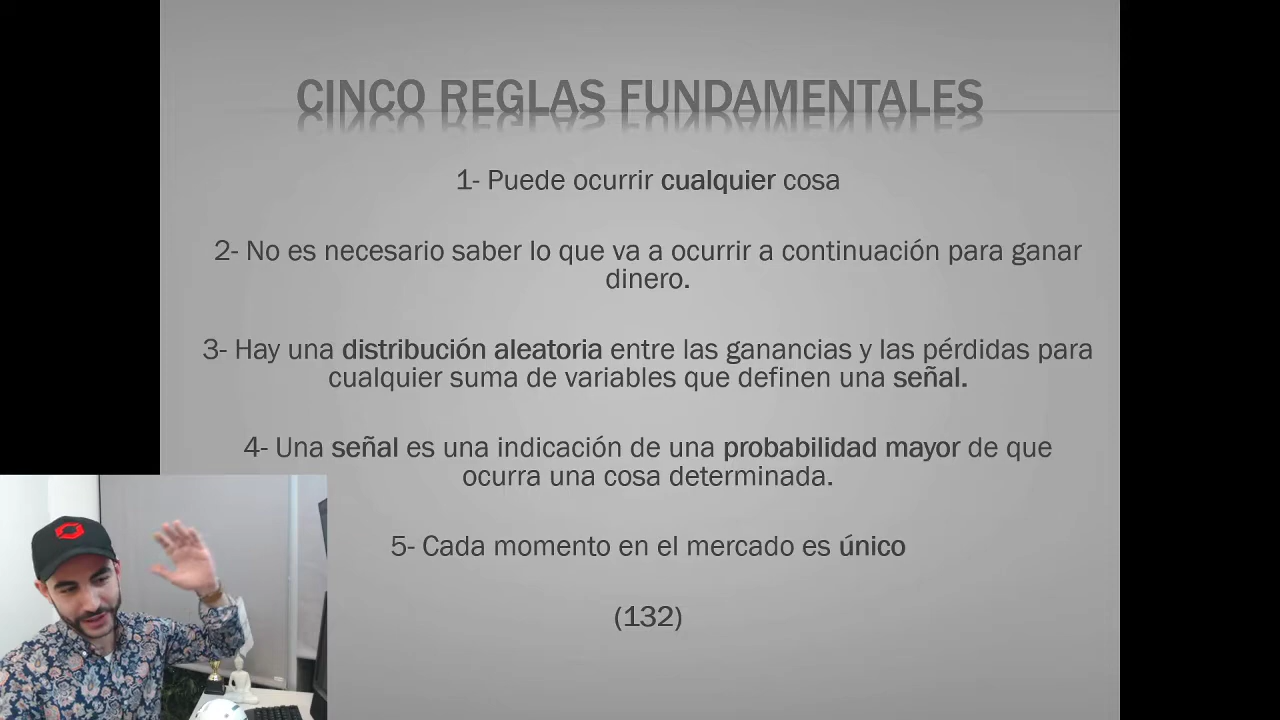 CINCO REGLAS FUNDAMENTALES
1- Puede ocurrir cualquier cosa
2- No es necesario saber lo que va a ocurrir a continuación para ganar
dinero.
3- Hay una distribución aleatoria entre las ganancias y las pérdidas para
cualquier suma de variables que definen una señal.
4- Una señal es una indicación de una probabilidad mayor de que
ocurra una cosa determinada.
5- Cada momento en el mercado es único
(132)